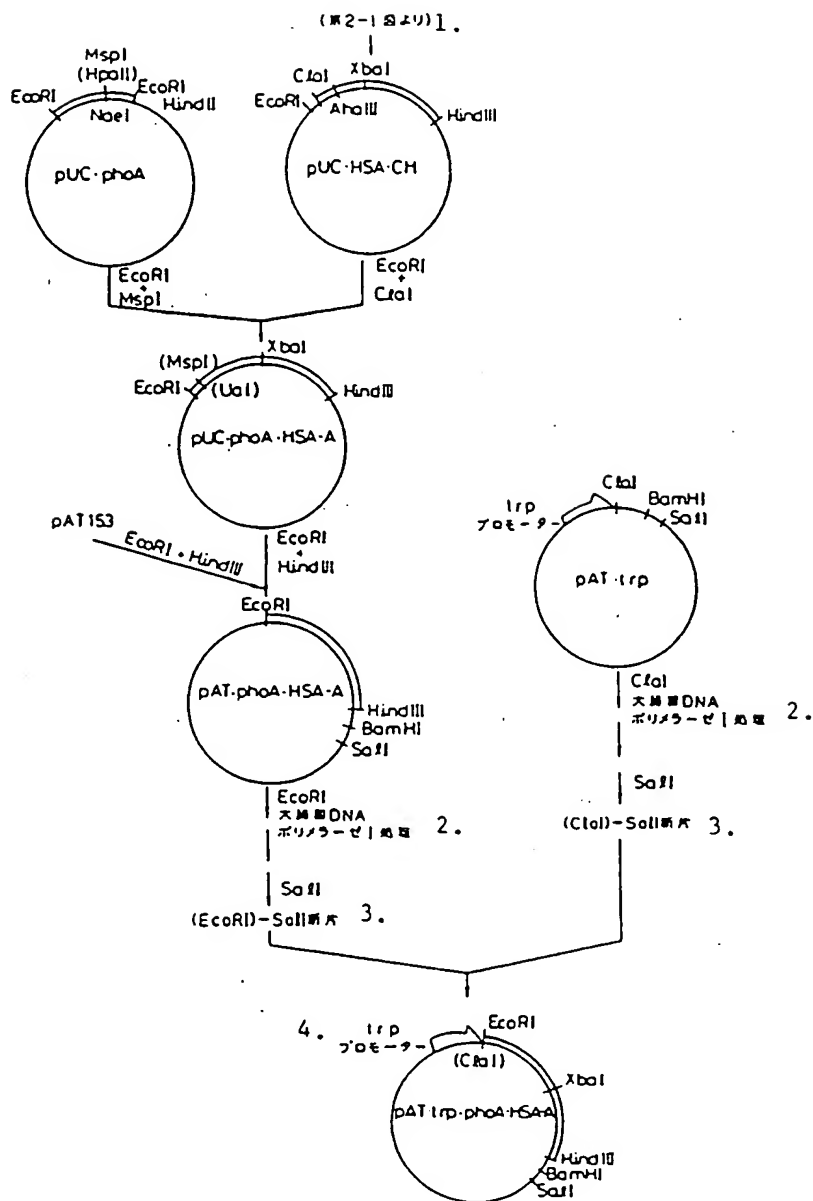 (第2-1図より) 1.
MspI
(HpaII)
EcoRI
EcoRI
HindII
NaeI
pUC·phoA
XbaI
ClaI
EcoRI
AhaIII
HindIII
pUC·HSA·CH
EcoRI
+
MspI
EcoRI
+
ClaI
XbaI
(MspI)
EcoRI
(UaI)
HindIII
pUC-phoA·HSA-A
pAT153
EcoRI + HindIII
EcoRI
+
HindIII
ClaI
BamHI
SalI
trp
プロモーター
pAT·trp
EcoRI
pAT-phoA-HSA-A
HindIII
BamHI
SalI
ClaI
大腸菌DNA
ポリメラーゼI処理 2.
SalI
(ClaI)-SalI断片 3.
EcoRI
大腸菌DNA
ポリメラーゼI処理 2.
SalI
(EcoRI)-SalI断片 3.
4. trp
プロモーター
EcoRI
(ClaI)
XbaI
pAT·trp·phoA·HSA-A
HindIII
BamHI
SalI